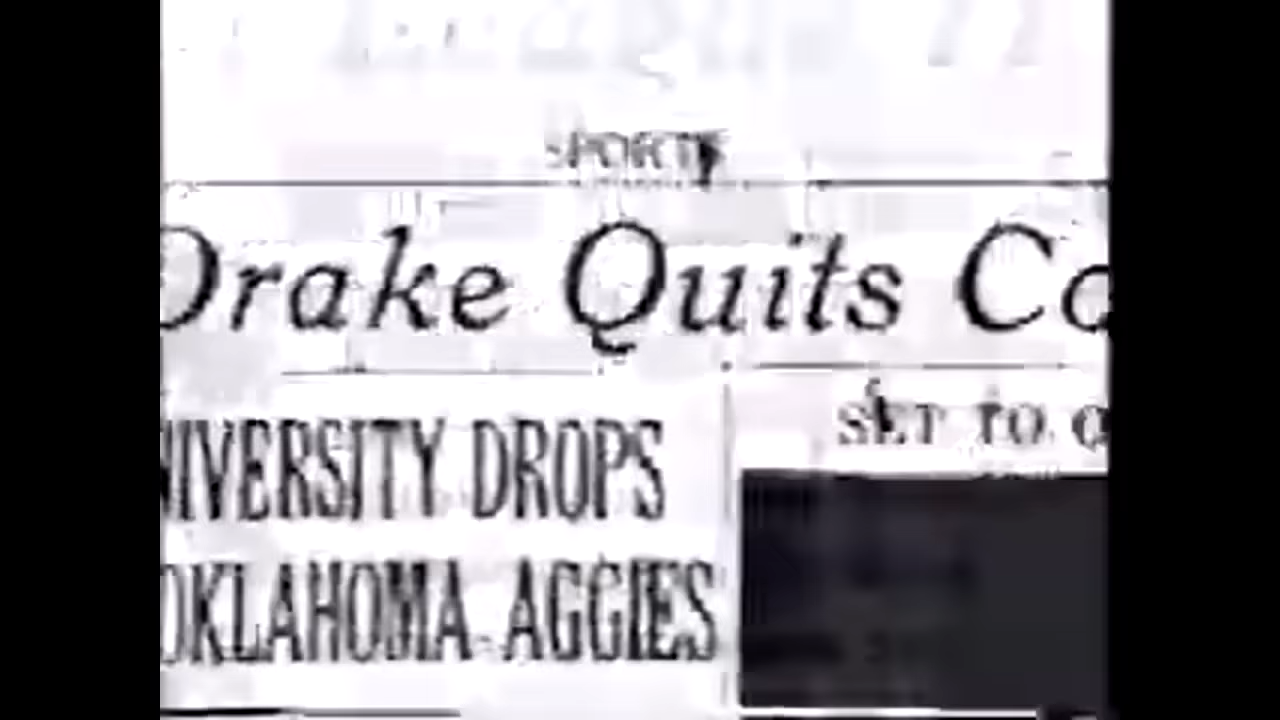 SPORTS
Drake Quits Co
NIVERSITY DROPS
SET TO O
OKLAHOMA AGGIES